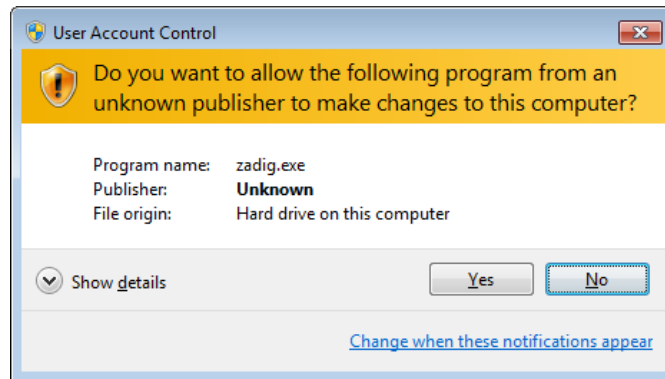 User Account Control
Do you want to allow the following program from an
unknown publisher to make changes to this computer?
Program name: zadig.exe
Publisher: Unknown
File origin: Hard drive on this computer
Show details
Yes No
Change when these notifications appear